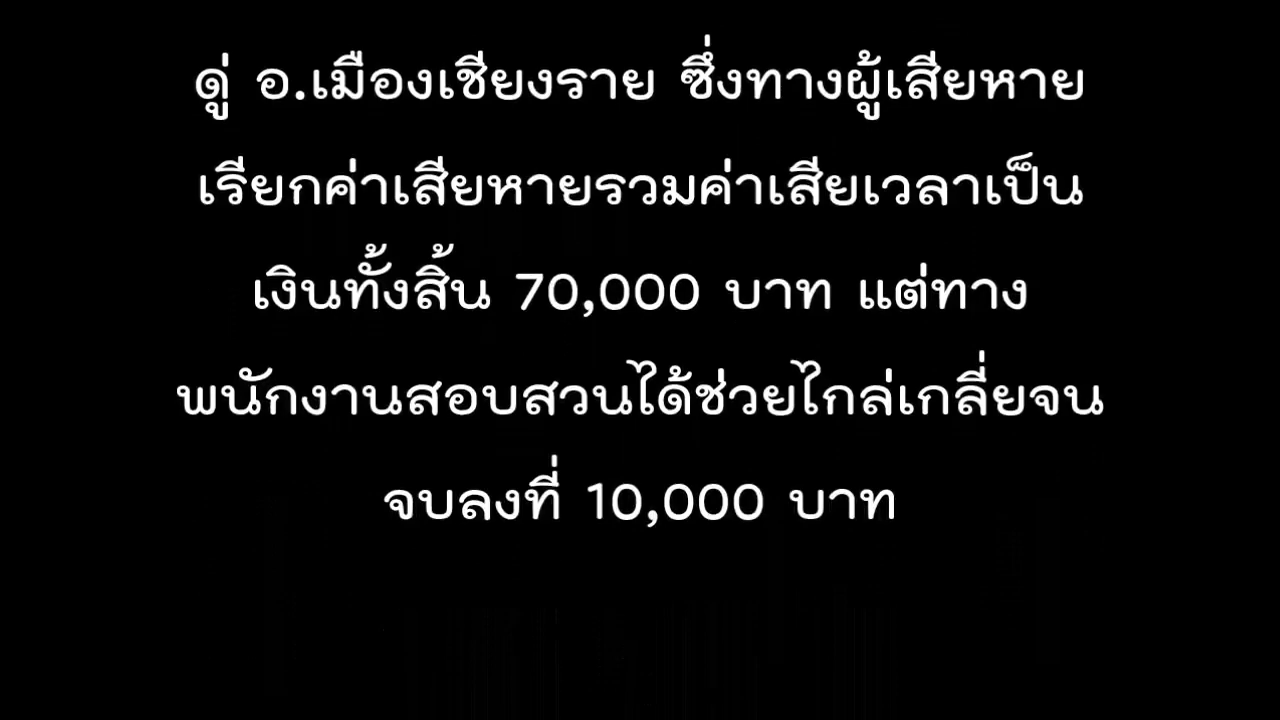 ดู่ อ.เมืองเชียงราย ซึ่งทางผู้เสียหาย
เรียกค่าเสียหายรวมค่าเสียเวลาเป็น
เงินทั้งสิ้น 70,000 บาท แต่ทาง
พนักงานสอบสวนได้ช่วยไกล่เกลี่ยจน
จบลงที่ 10,000 บาท